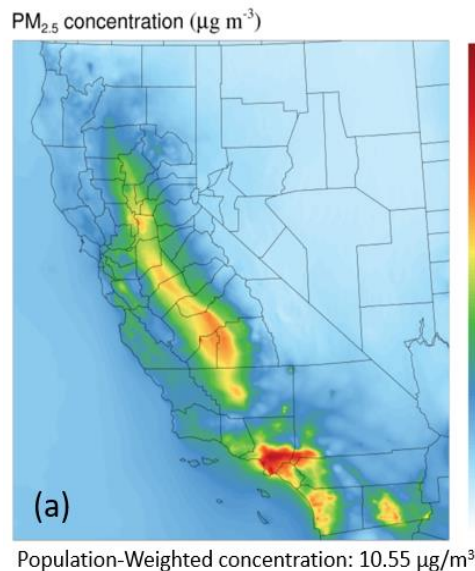 PM2.5 concentration (µg m-3)
(a)
Population-Weighted concentration: 10.55 µg/m3